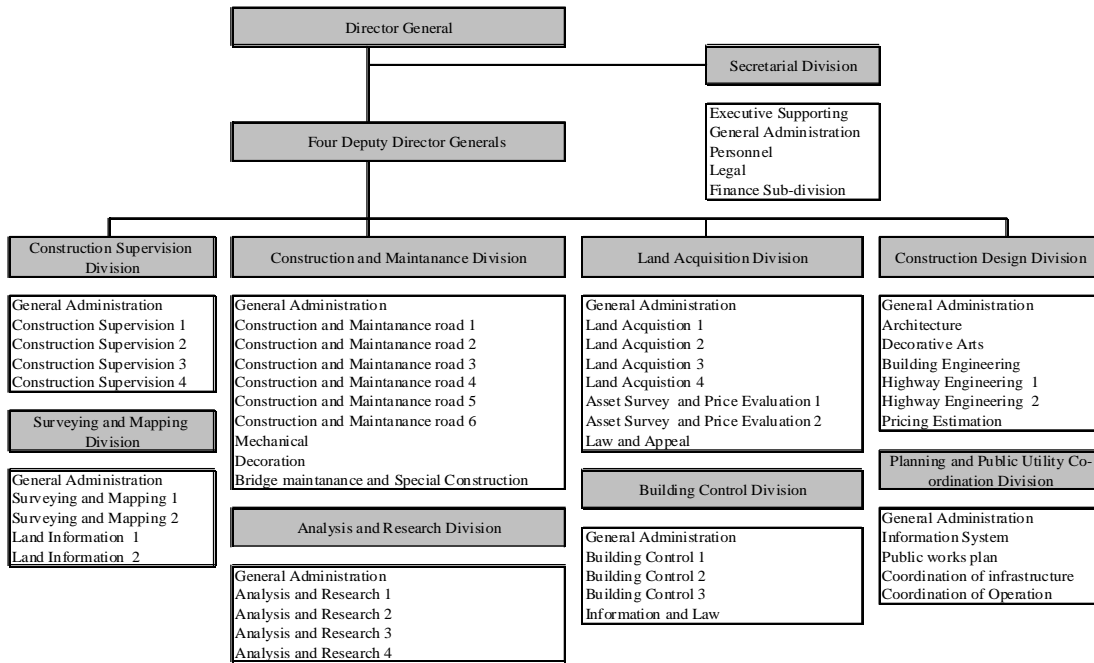 Director General
Secretarial Division
Executive Supporting
General Administration
Personnel
Legal
Finance Sub-division
Four Deputy Director Generals
Construction Supervision
Division
General Administration
Construction Supervision 1
Construction Supervision 2
Construction Supervision 3
Construction Supervision 4
Surveying and Mapping
Division
General Administration
Surveying and Mapping 1
Surveying and Mapping 2
Land Information 1
Land Information 2
Construction and Maintanance Division
General Administration
Construction and Maintanance road 1
Construction and Maintanance road 2
Construction and Maintanance road 3
Construction and Maintanance road 4
Construction and Maintanance road 5
Construction and Maintanance road 6
Mechanical
Decoration
Bridge maintanance and Special Construction
Analysis and Research Division
General Administration
Analysis and Research 1
Analysis and Research 2
Analysis and Research 3
Analysis and Research 4
Land Acquisition Division
General Administration
Land Acquistion 1
Land Acquistion 2
Land Acquistion 3
Land Acquistion 4
Asset Survey and Price Evaluation 1
Asset Survey and Price Evaluation 2
Law and Appeal
Building Control Division
General Administration
Building Control 1
Building Control 2
Building Control 3
Information and Law
Construction Design Division
General Administration
Architecture
Decorative Arts
Building Engineering
Highway Engineering 1
Highway Engineering 2
Pricing Estimation
Planning and Public Utility Co-
ordination Division
General Administration
Information System
Public works plan
Coordination of infrastructure
Coordination of Operation